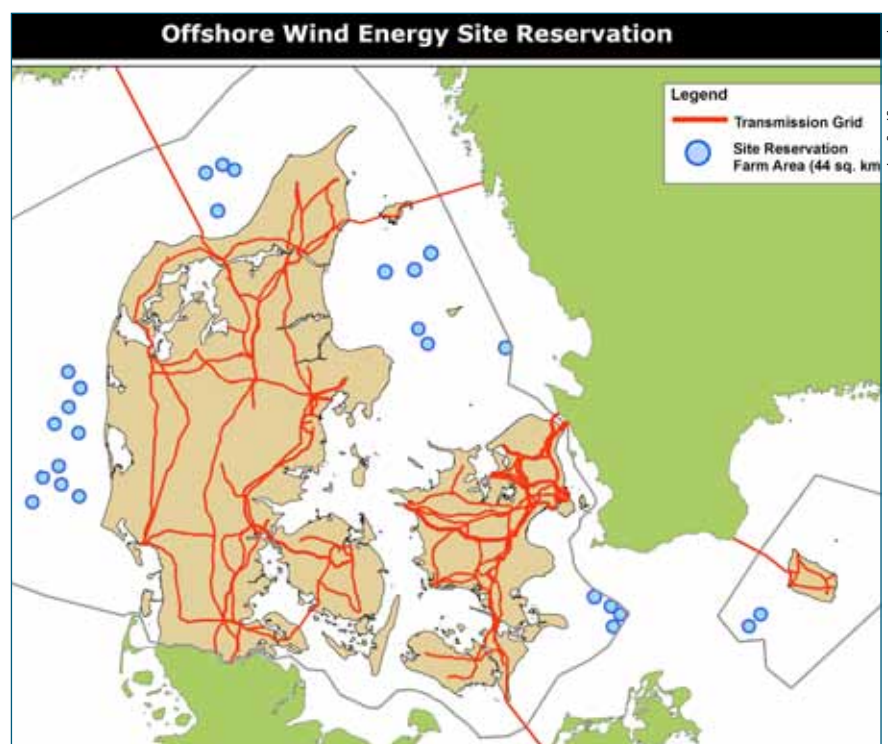 Offshore Wind Energy Site Reservation
Legend
Transmission Grid
Site Reservation
Farm Area (44 sq. km